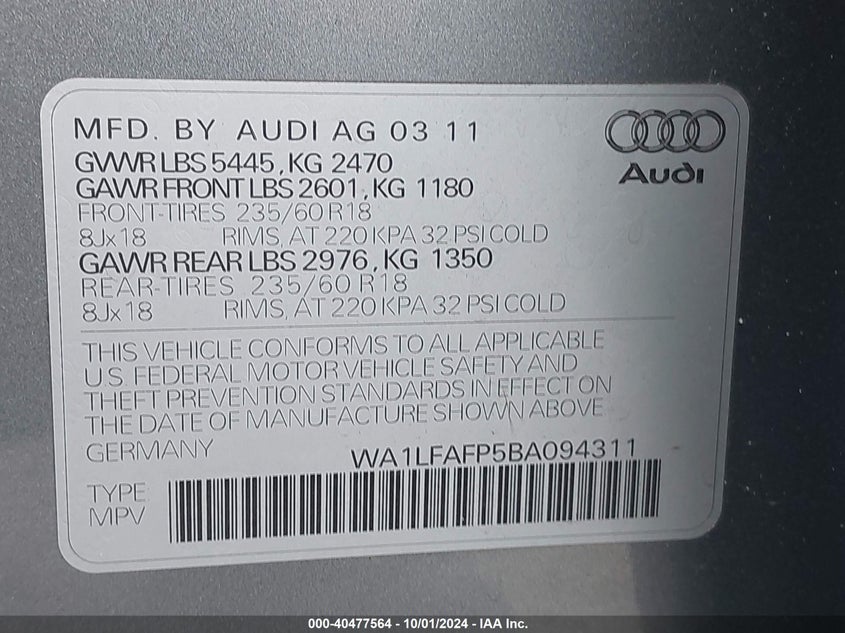 MFD. BY AUDI AG 03 11
GVWR LBS 5445, KG 2470
GAWR FRONT LBS 2601, KG 1180
FRONT-TIRES 235/60 R18
8Jx18 RIMS, AT 220 KPA 32 PSI COLD
GAWR REAR LBS 2976, KG 1350
REAR-TIRES 235/60 R18
8Jx18 RIMS, AT 220 KPA 32 PSI COLD
Audi
THIS VEHICLE CONFORMS TO ALL APPLICABLE
U.S. FEDERAL MOTOR VEHICLE SAFETY AND
THEFT PREVENTION STANDARDS IN EFFECT ON
THE DATE OF MANUFACTURE SHOWN ABOVE
GERMANY
WA1LFAFP5BA094311
TYPE
MPV
000-40477564 - 10/01/2024 - IAA Inc.